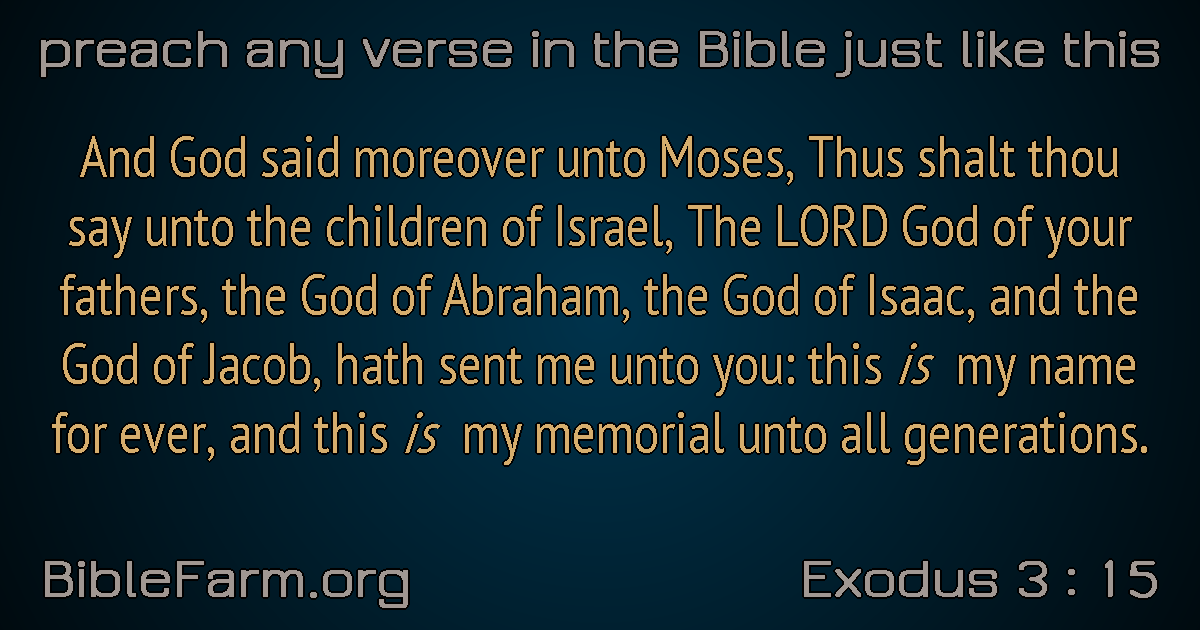 preach any verse in the Bible just like this
And God said moreover unto Moses, Thus shalt thou
say unto the children of Israel, The LORD God of your
fathers, the God of Abraham, the God of Isaac, and the
God of Jacob, hath sent me unto you: this is my name
for ever, and this is my memorial unto all generations.
BibleFarm.org
Exodus 3 : 15